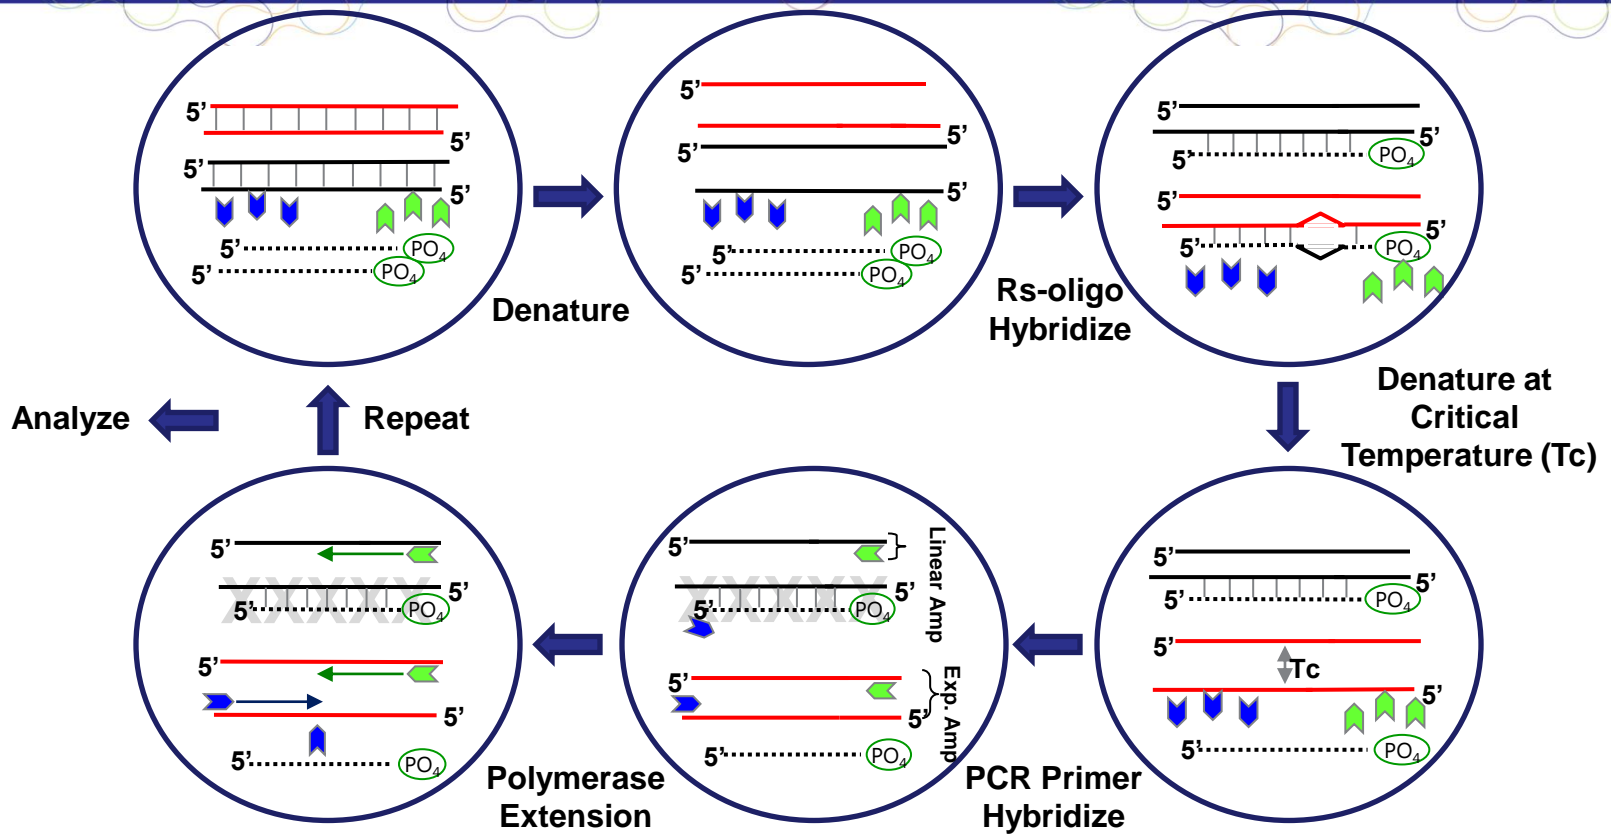 5’
5’
5’
5’
5’
PO4
5’
PO4
Denature
5’
5’
5’
5’
PO4
5’
PO4
Rs-oligo
Hybridize
5’
5’
5’
PO4
5’
5’
5’
PO4
Denature at
Critical
Temperature (Tc)
5’
5’
5’
PO4
5’
Tc
5’
5’
PO4
PCR Primer
Hybridize
5’
Linear Amp
5’
5’
PO4
5’
Exp. Amp
5’
5’
PO4
Polymerase
Extension
5’
5’
5’
PO4
5’
5’
5’
PO4
Repeat
Analyze